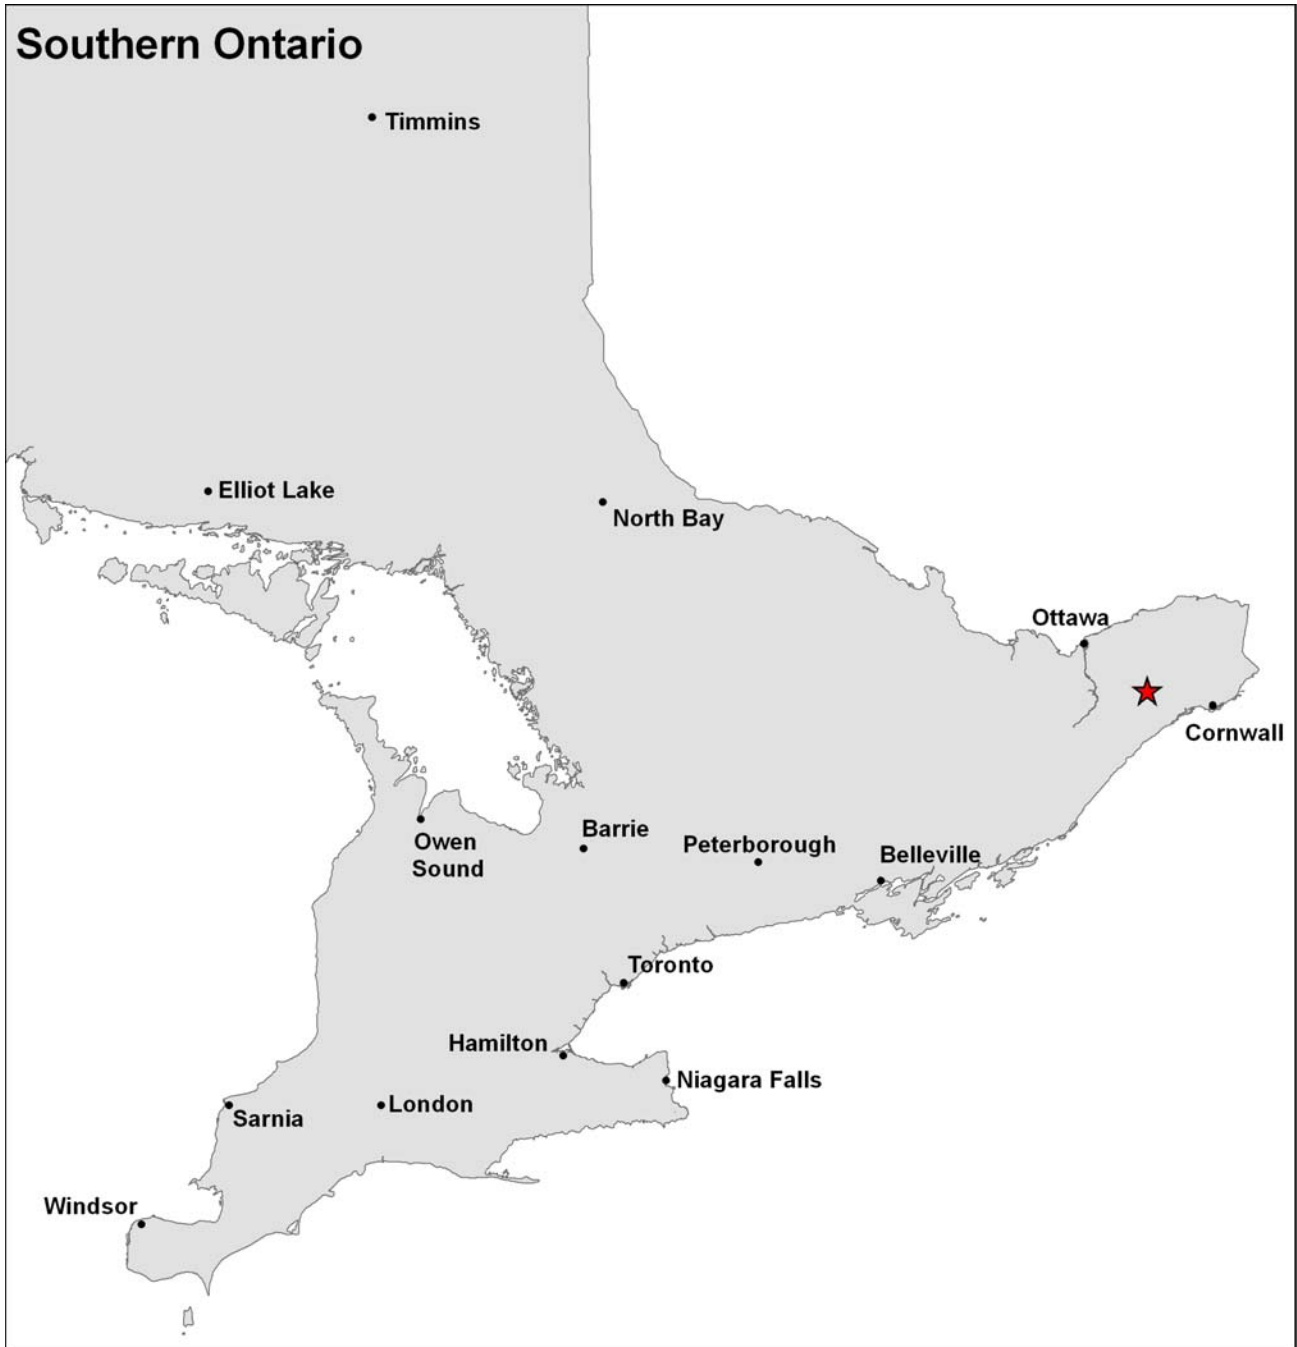 Southern Ontario
Timmins
Elliot Lake
North Bay
Ottawa
Cornwall
Owen
Sound
Barrie
Peterborough
Belleville
Toronto
Hamilton
Niagara Falls
London
Sarnia
Windsor